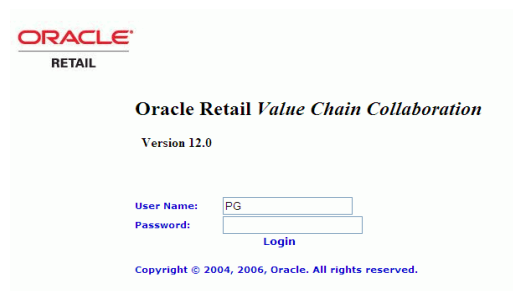 ORACLE®
RETAIL
Oracle Retail Value Chain Collaboration
Version 12.0
User Name: PG
Password:
Login
Copyright © 2004, 2006, Oracle. All rights reserved.